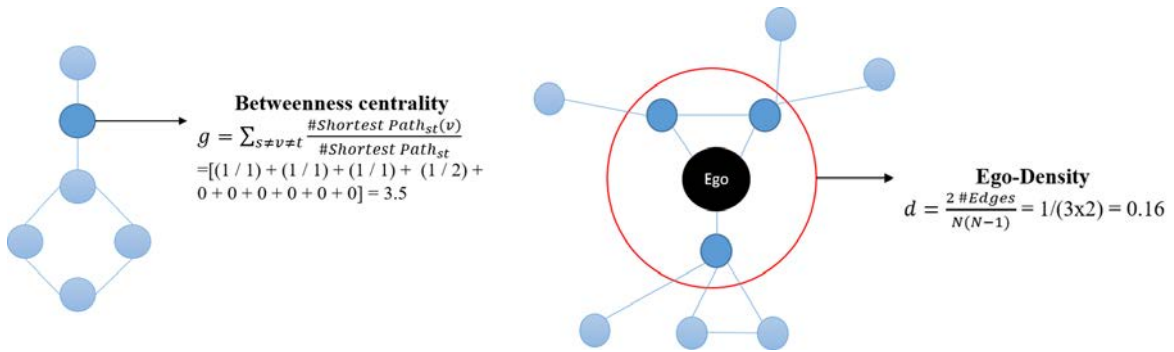 Betweenness centrality
g = ∑s≠v≠t #Shortest Pathst(v) / #Shortest Pathst
=[(1 / 1) + (1 / 1) + (1 / 1) + (1 / 2) +
0 + 0 + 0 + 0 + 0 + 0] = 3.5
Ego
Ego-Density
d = 2 #Edges / N(N−1) = 1/(3x2) = 0.16